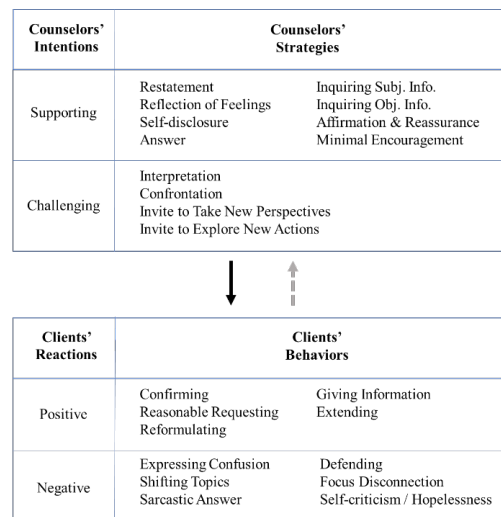 Counselors' Intentions
Counselors' Strategies
Supporting
Restatement
Reflection of Feelings
Self-disclosure
Answer
Inquiring Subj. Info.
Inquiring Obj. Info.
Affirmation & Reassurance
Minimal Encouragement
Challenging
Interpretation
Confrontation
Invite to Take New Perspectives
Invite to Explore New Actions
Clients' Reactions
Clients' Behaviors
Positive
Confirming
Reasonable Requesting
Reformulating
Giving Information
Extending
Negative
Expressing Confusion
Shifting Topics
Sarcastic Answer
Defending
Focus Disconnection
Self-criticism / Hopelessness